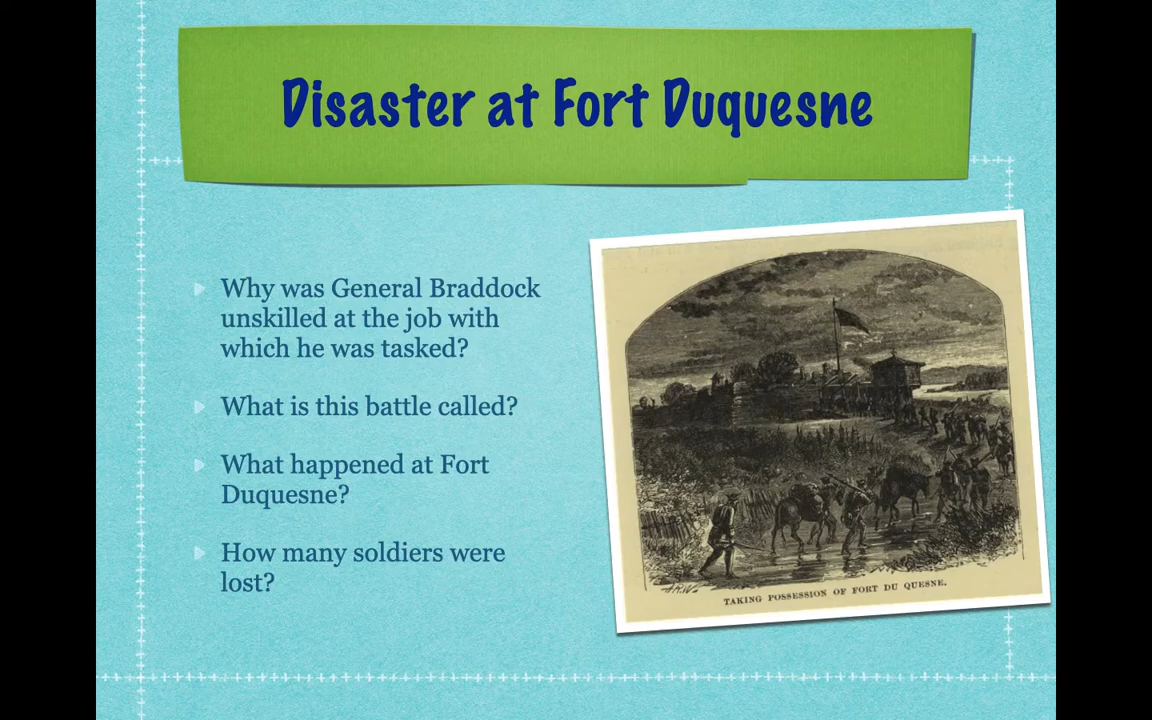 Disaster at Fort Duquesne
Why was General Braddock
unskilled at the job with
which he was tasked?
What is this battle called?
What happened at Fort
Duquesne?
How many soldiers were
lost?
TAKING POSSESSION OF FORT DU QUESNE.